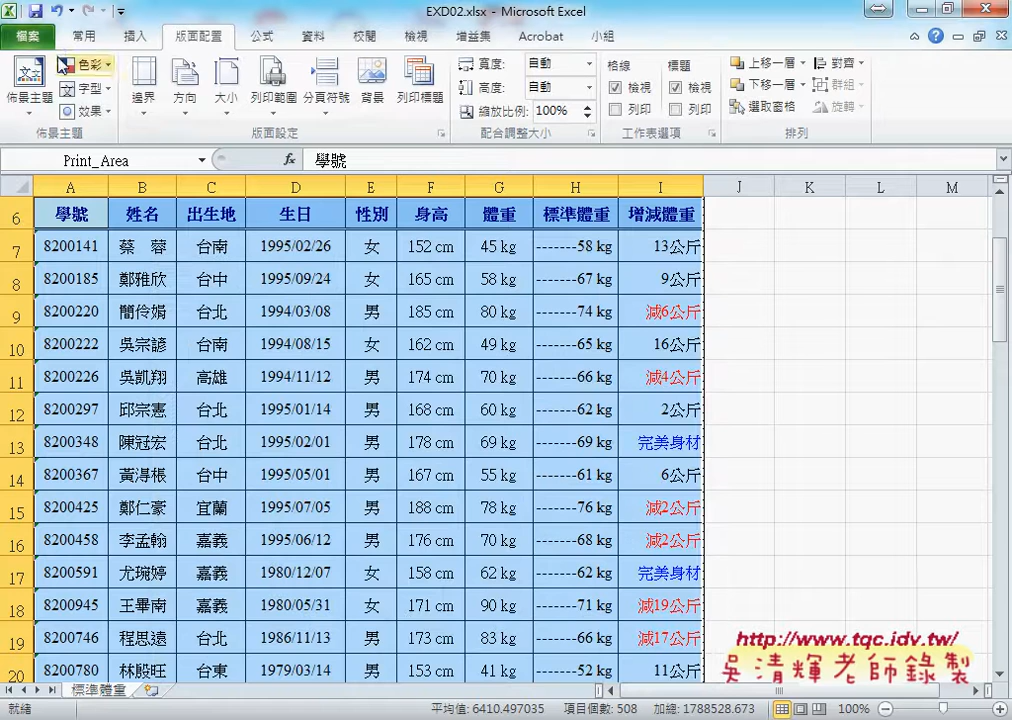 EXD02.xlsx - Microsoft Excel
檔案 常用 插入 版面配置 公式 資料 校閱 檢視 增益集 Acrobat 小組
佈景主題 色彩 字型 效果 邊界 方向 大小 列印範圍 分頁符號 背景 列印標題 寬度: 自動 高度: 自動 縮放比例: 100% 格線 檢視 列印 標題 檢視 列印 上移一層 下移一層 選取窗格 對齊 群組 旋轉
佈景主題 版面設定 配合調整大小 工作表選項 排列
Print_Area fx 學號
A B C D E F G H I J K L M
6 學號 姓名 出生地 生日 性別 身高 體重 標準體重 增減體重
7 8200141 蔡 蓉 台南 1995/02/26 女 152 cm 45 kg -------58 kg 13公斤
8 8200185 鄭雅欣 台中 1995/09/24 女 165 cm 58 kg -------67 kg 9公斤
9 8200220 簡伶娟 台北 1994/03/08 男 185 cm 80 kg -------74 kg 減6公斤
10 8200222 吳宗諺 台南 1994/08/15 女 162 cm 49 kg -------65 kg 16公斤
11 8200226 吳凱翔 高雄 1994/11/12 男 174 cm 70 kg -------66 kg 減4公斤
12 8200297 邱宗憲 台北 1995/01/14 男 168 cm 60 kg -------62 kg 2公斤
13 8200348 陳冠宏 台北 1995/02/01 男 178 cm 69 kg -------69 kg 完美身材
14 8200367 台中 1995/05/01 男 167 cm 55 kg -------61 kg 6公斤
15 8200425 鄭仁豪 宜蘭 1995/07/05 男 188 cm 78 kg -------76 kg 減2公斤
16 8200458 李孟翰 嘉義 1995/06/12 男 176 cm 70 kg -------68 kg 減2公斤
17 8200591 尤琬婷 嘉義 1980/12/07 女 158 cm 62 kg -------62 kg 完美身材
18 8200945 王畢南 嘉義 1980/05/31 女 171 cm 90 kg -------71 kg 減19公斤
19 8200746 程思遠 台北 1986/11/13 男 173 cm 83 kg -------66 kg 減17公斤
20 8200780 林殷旺 台東 1979/03/14 男 153 cm 41 kg -------52 kg 11公斤
http://www.tqc.idv.tw/
吳清輝老師錄製
標準體重
就緒 平均值: 6410.497035 項目個數: 508 加總: 1788528.673 100%